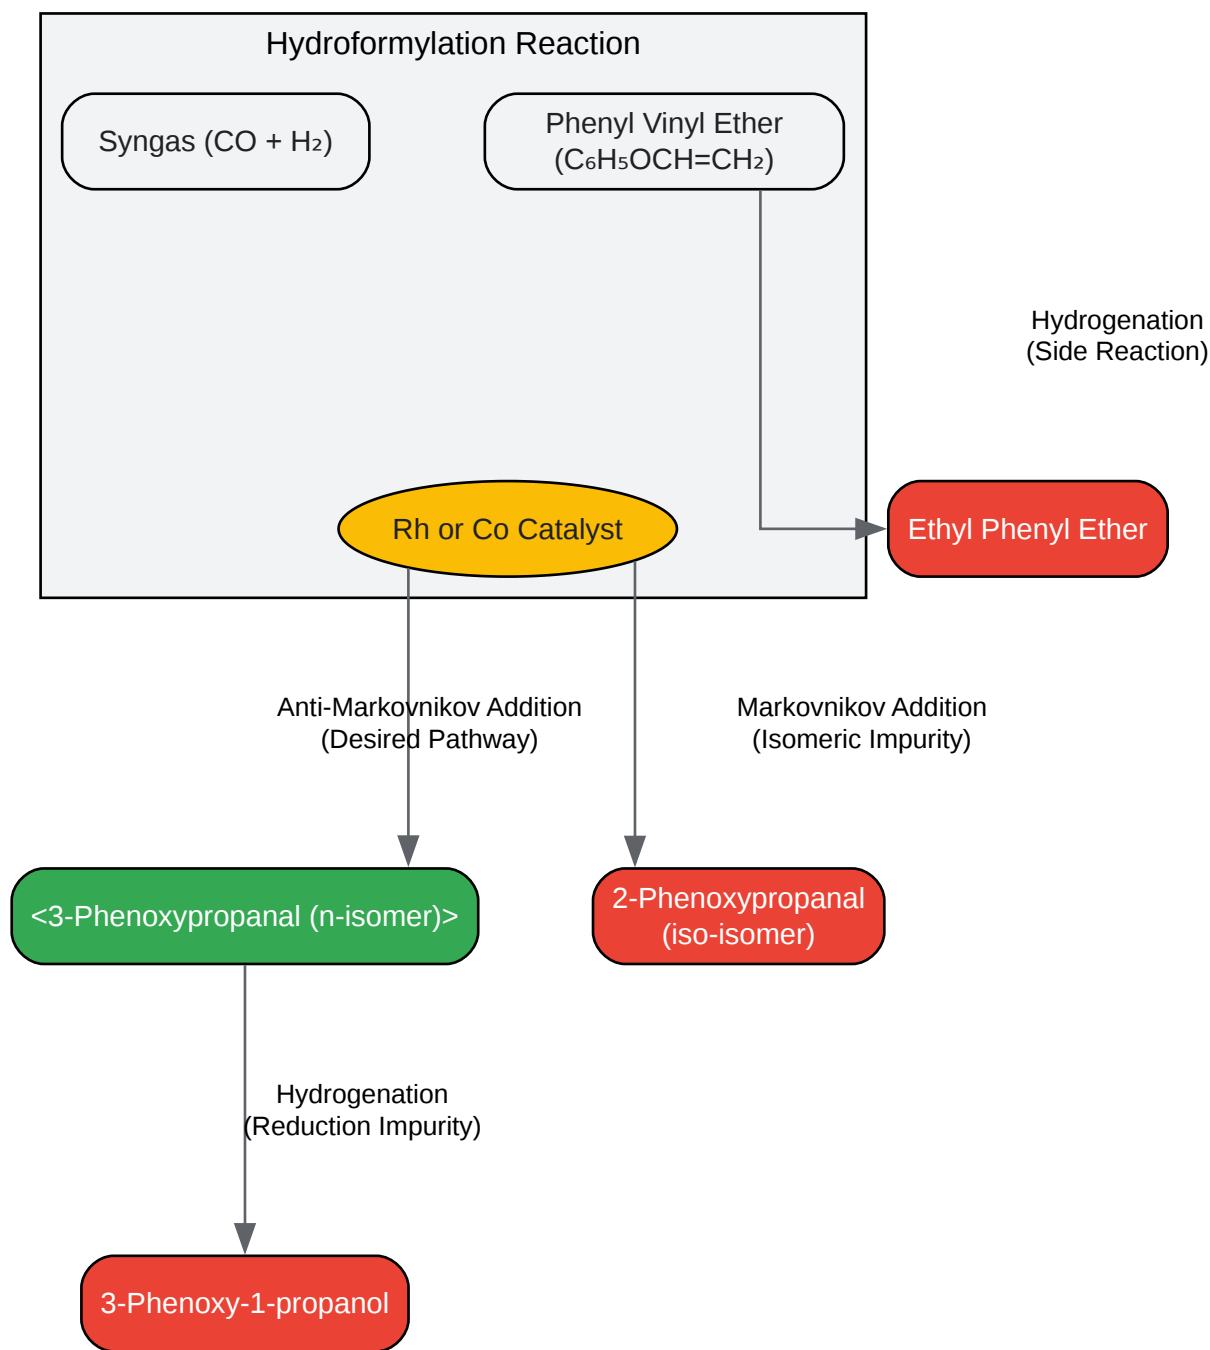 Hydroformylation Reaction
Syngas (CO + H₂)
Phenyl Vinyl Ether
(C₆H₅OCH=CH₂)
Hydrogenation
(Side Reaction)
Rh or Co Catalyst
Ethyl Phenyl Ether
Anti-Markovnikov Addition
(Desired Pathway)
Markovnikov Addition
(Isomeric Impurity)
<3-Phenoxypropanal (n-isomer)>
2-Phenoxypropanal
(iso-isomer)
Hydrogenation
(Reduction Impurity)
3-Phenoxy-1-propanol